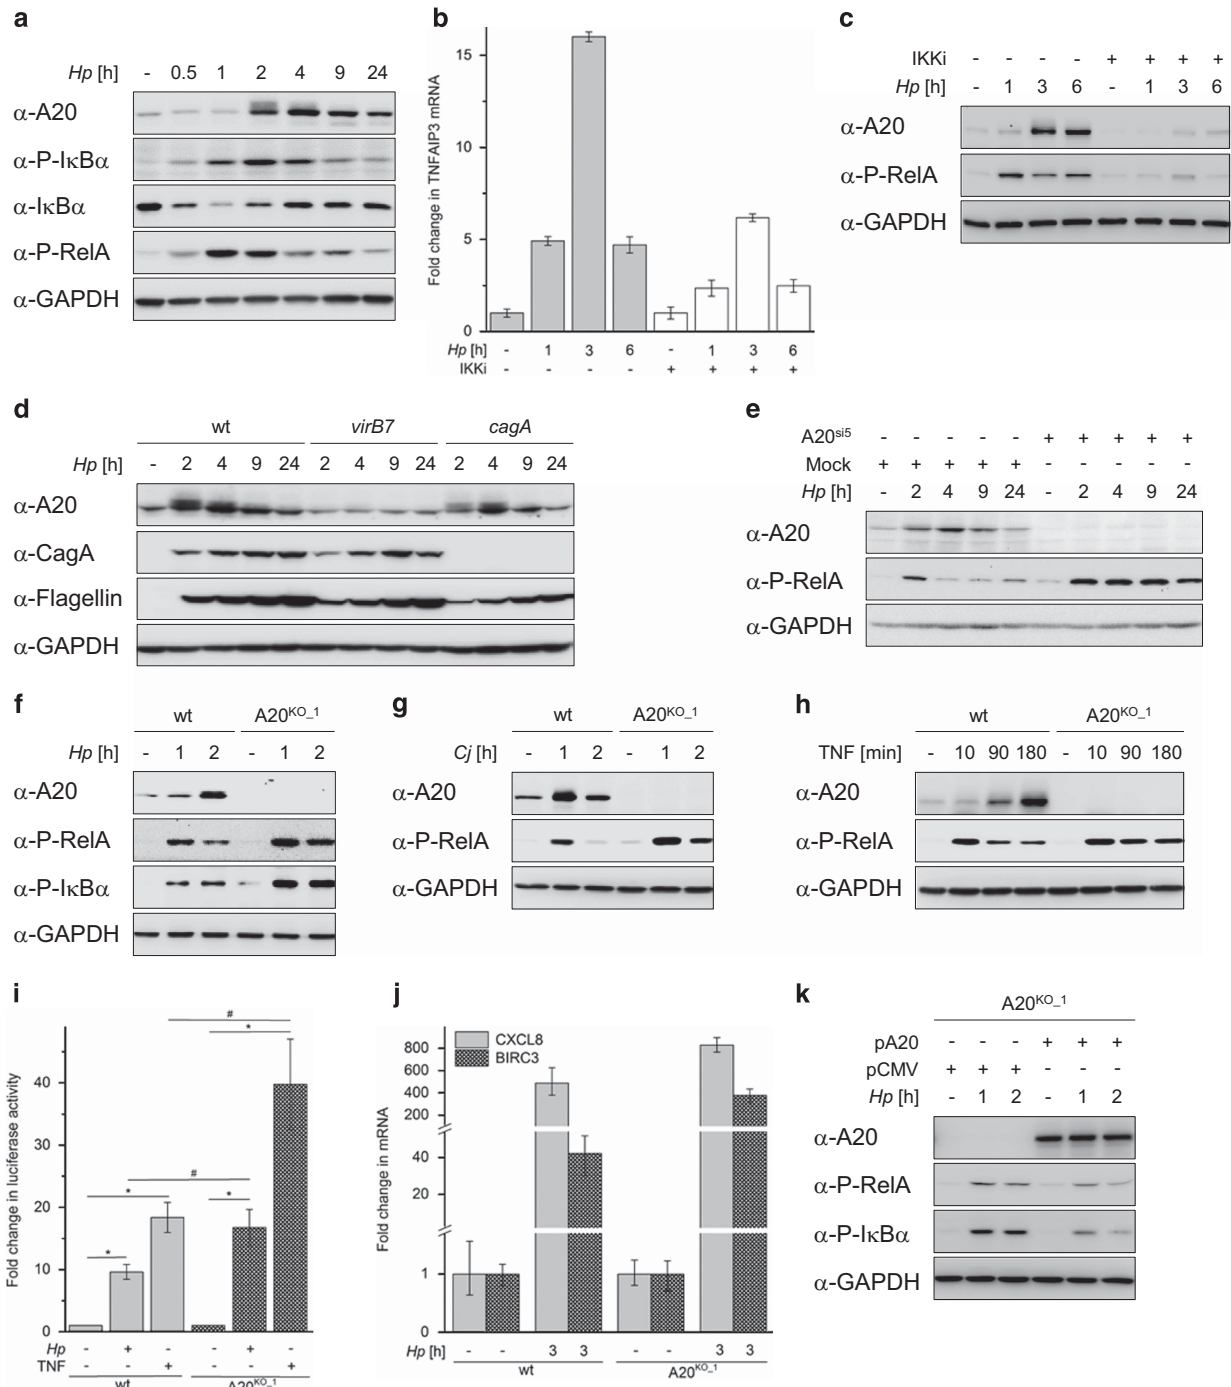 a
Hp [h] - 0.5 1 2 4 9 24
α-A20
α-P-IκBα
α-IκBα
α-P-RelA
α-GAPDH
b
Fold change in TNFAIP3 mRNA
15
10
5
0
Hp [h] - 1 3 6 - 1 3 6
IKKi - - - - + + + +
c
IKKi - - - - + + + +
Hp [h] - 1 3 6 - 1 3 6
α-A20
α-P-RelA
α-GAPDH
d
wt virB7 cagA
Hp [h] - 2 4 9 24 2 4 9 24 2 4 9 24
α-A20
α-CagA
α-Flagellin
α-GAPDH
e
A20si5 - - - - - + + + + +
Mock + + + + + - - - - -
Hp [h] - 2 4 9 24 - 2 4 9 24
α-A20
α-P-RelA
α-GAPDH
f
wt A20KO_1
Hp [h] - 1 2 - 1 2
α-A20
α-P-RelA
α-P-IκBα
α-GAPDH
g
wt A20KO_1
Cj [h] - 1 2 - 1 2
α-A20
α-P-RelA
α-GAPDH
h
wt A20KO_1
TNF [min] - 10 90 180 - 10 90 180
α-A20
α-P-RelA
α-GAPDH
i
Fold change in luciferase activity
40
30
20
10
0
#
*
#
*
*
*
Hp - + - - + -
TNF - - + - - +
wt A20KO_1
j
Fold change in mRNA
CXCL8
BIRC3
800
600
400
200
40
20
1
0
Hp [h] - - 3 3 - - 3 3
wt A20KO_1
k
A20KO_1
pA20 - - - + + +
pCMV + + + - - -
Hp [h] - 1 2 - 1 2
α-A20
α-P-RelA
α-P-IκBα
α-GAPDH